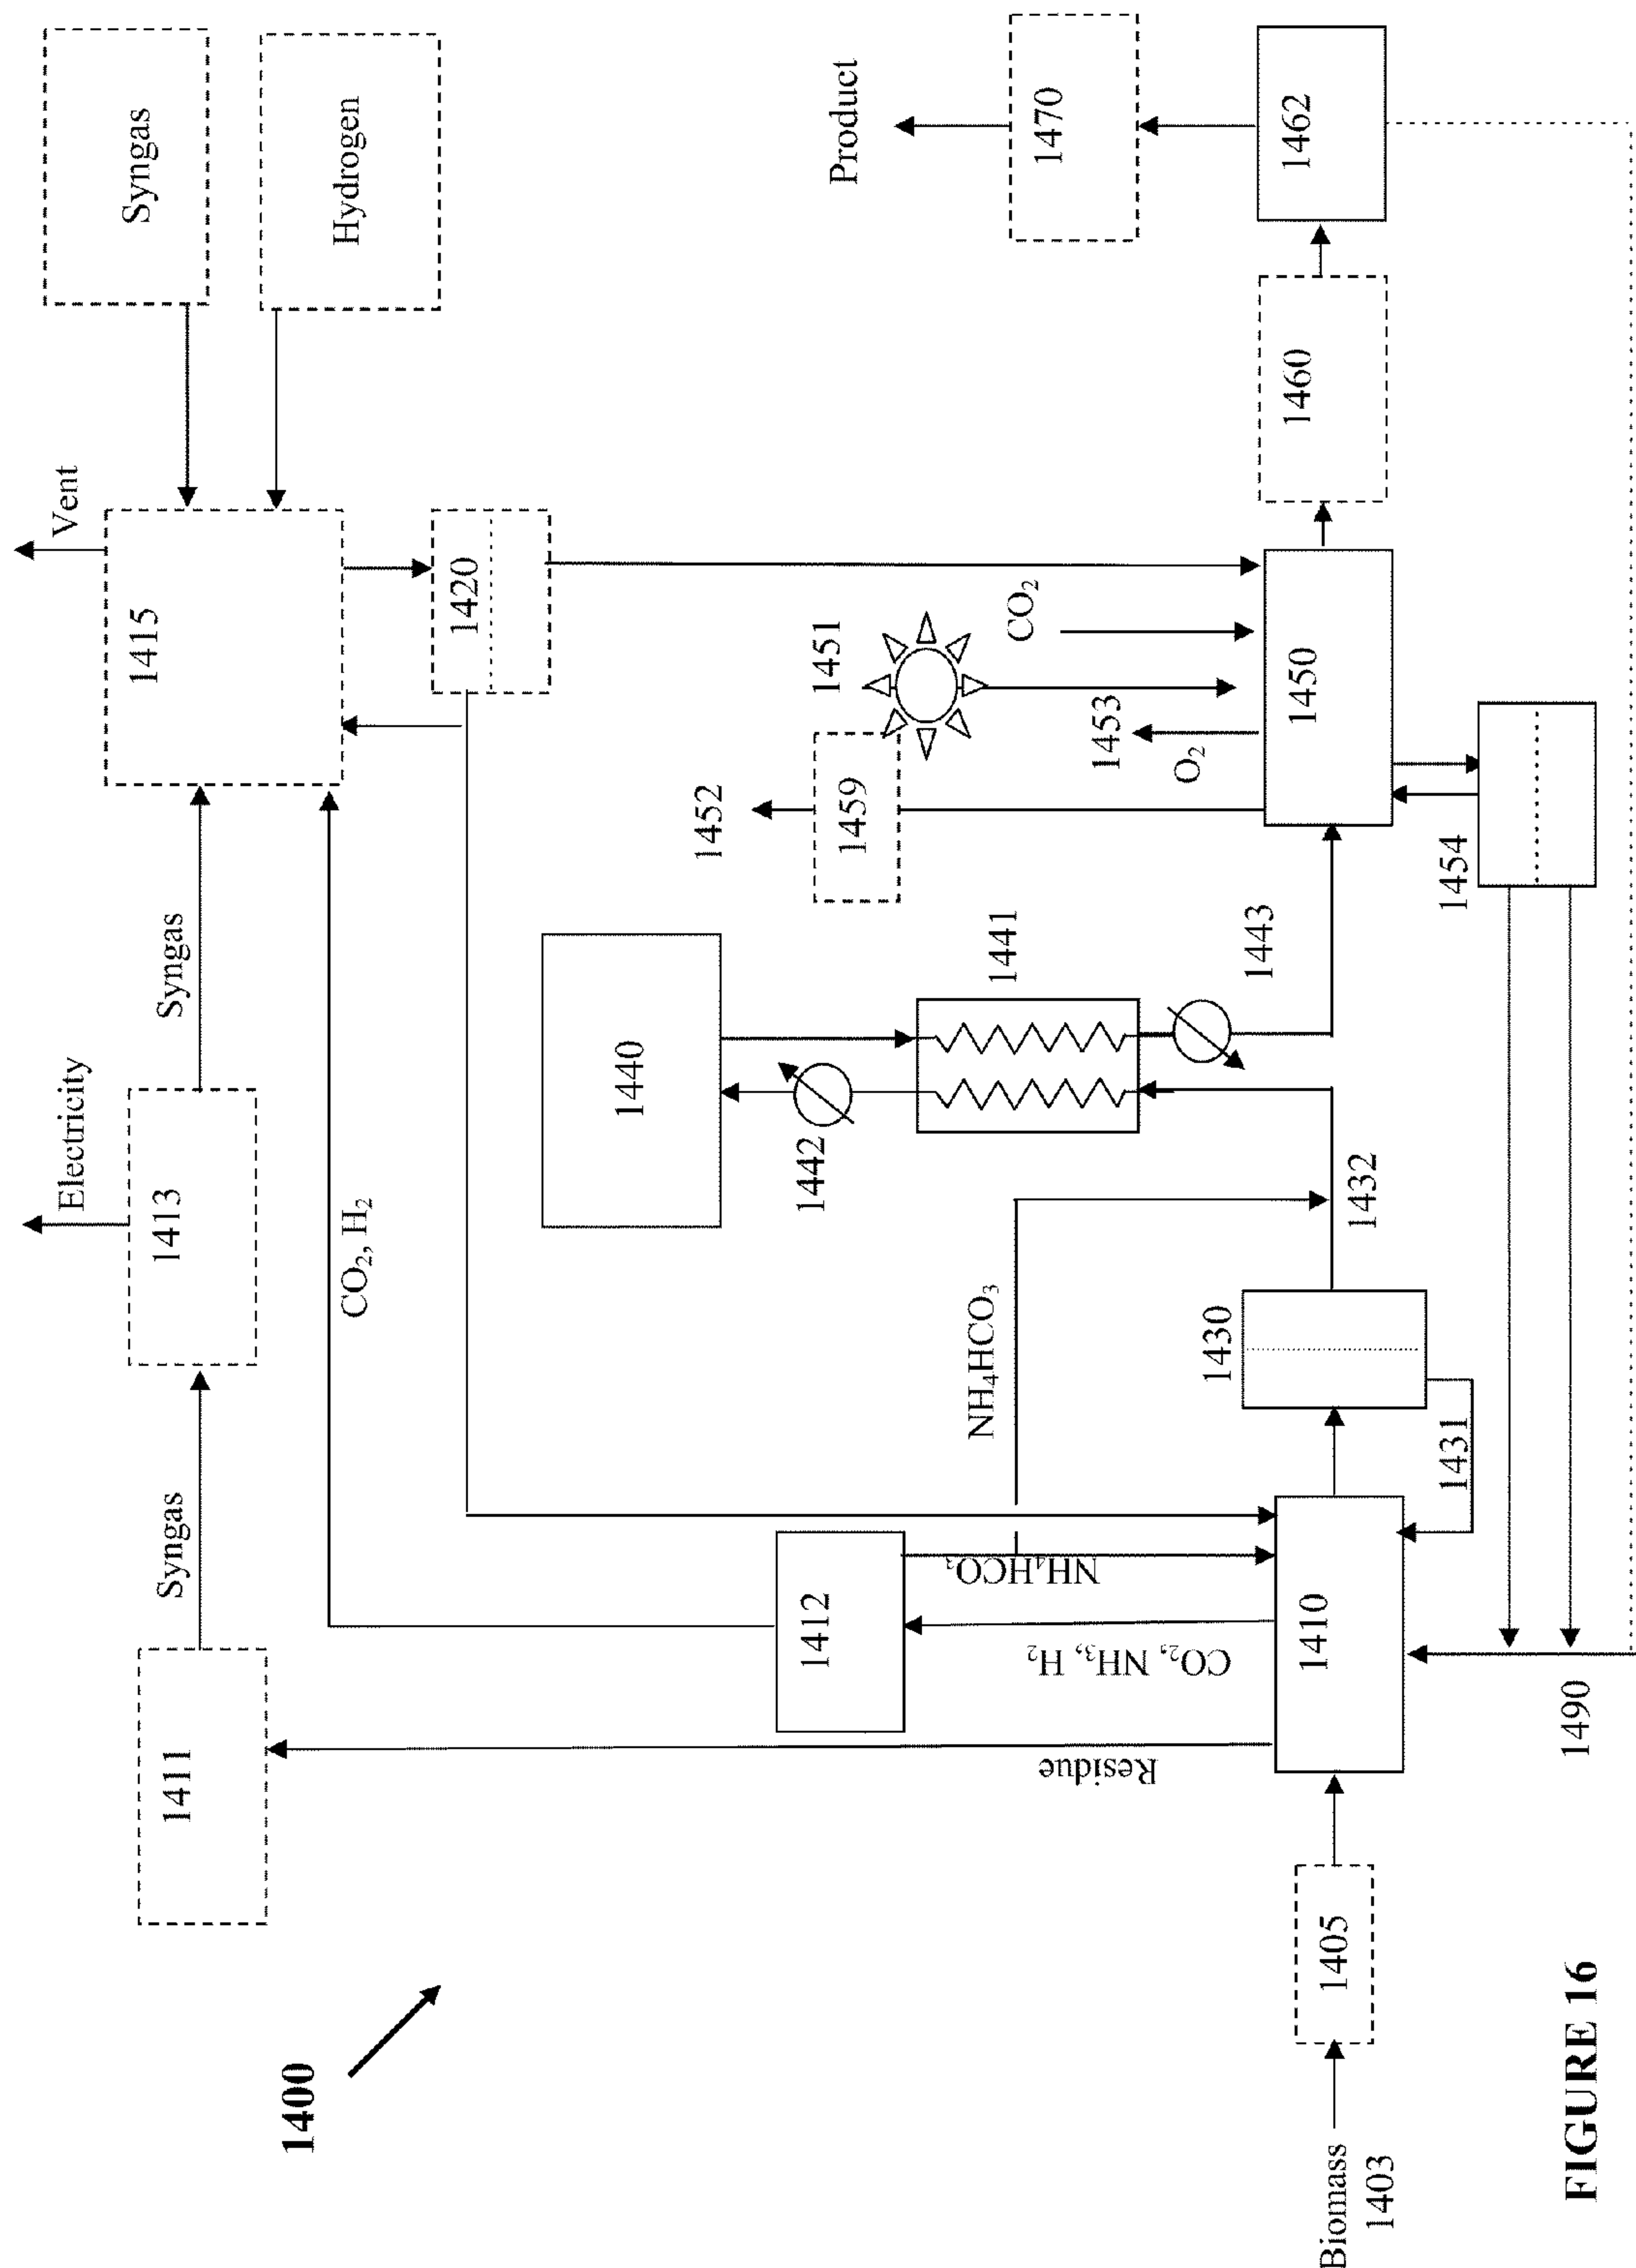 1400
Electricity
Vent
1411
Syngas
1413
Syngas
1415
Syngas
Hydrogen
CO₂, H₂
1420
1440
1412
1442
1441
1452
1459
1451
Product
1470
Residue
CO₂, NH₃, H₂
NH₄HCO₃
NH₄HCO₃
1453
O₂
CO₂
Biomass
1403
1405
1410
1430
1431
1432
1443
1450
1460
1462
1454
1490
FIGURE 16